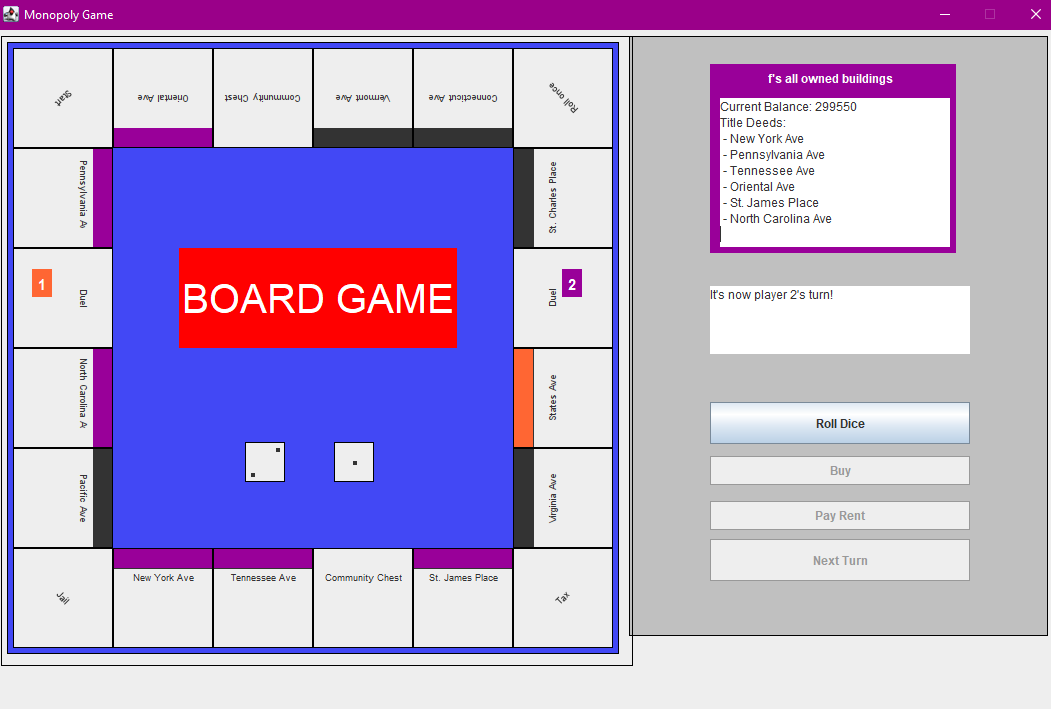 Monopoly Game
Start
Oriental Ave
Community Chest
Vermont Ave
Connecticut Ave
Roll once
Pennsylvania A
St. Charles Place
1
Duel
Duel
2
BOARD GAME
North Carolina A
States Ave
Pacific Ave
Virginia Ave
Jail
New York Ave
Tennessee Ave
Community Chest
St. James Place
Tax
f's all owned buildings
Current Balance: 299550
Title Deeds:
- New York Ave
- Pennsylvania Ave
- Tennessee Ave
- Oriental Ave
- St. James Place
- North Carolina Ave
It's now player 2's turn!
Roll Dice
Buy
Pay Rent
Next Turn